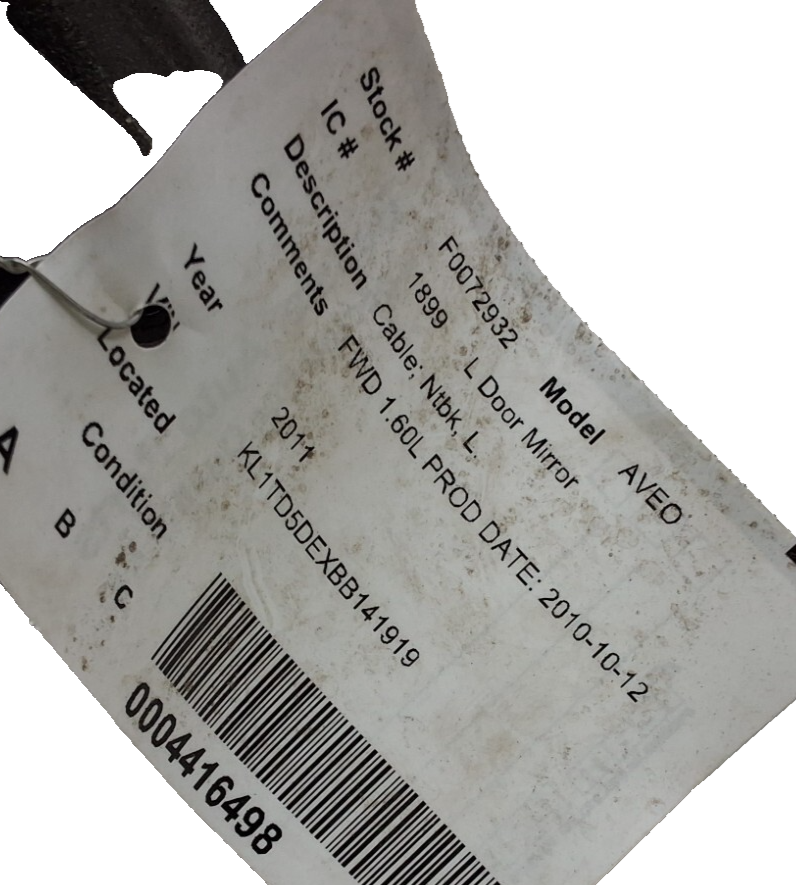 Stock # F0072932 Model AVEO
IC # 1899 L Door Mirror
Description Cable; Ntbk, L
Comments FWD 1.60L PROD DATE: 2010-10-12
Year 2011
VIN KL1TD5DEXBB141919
Located
Condition
A B C
0004416498